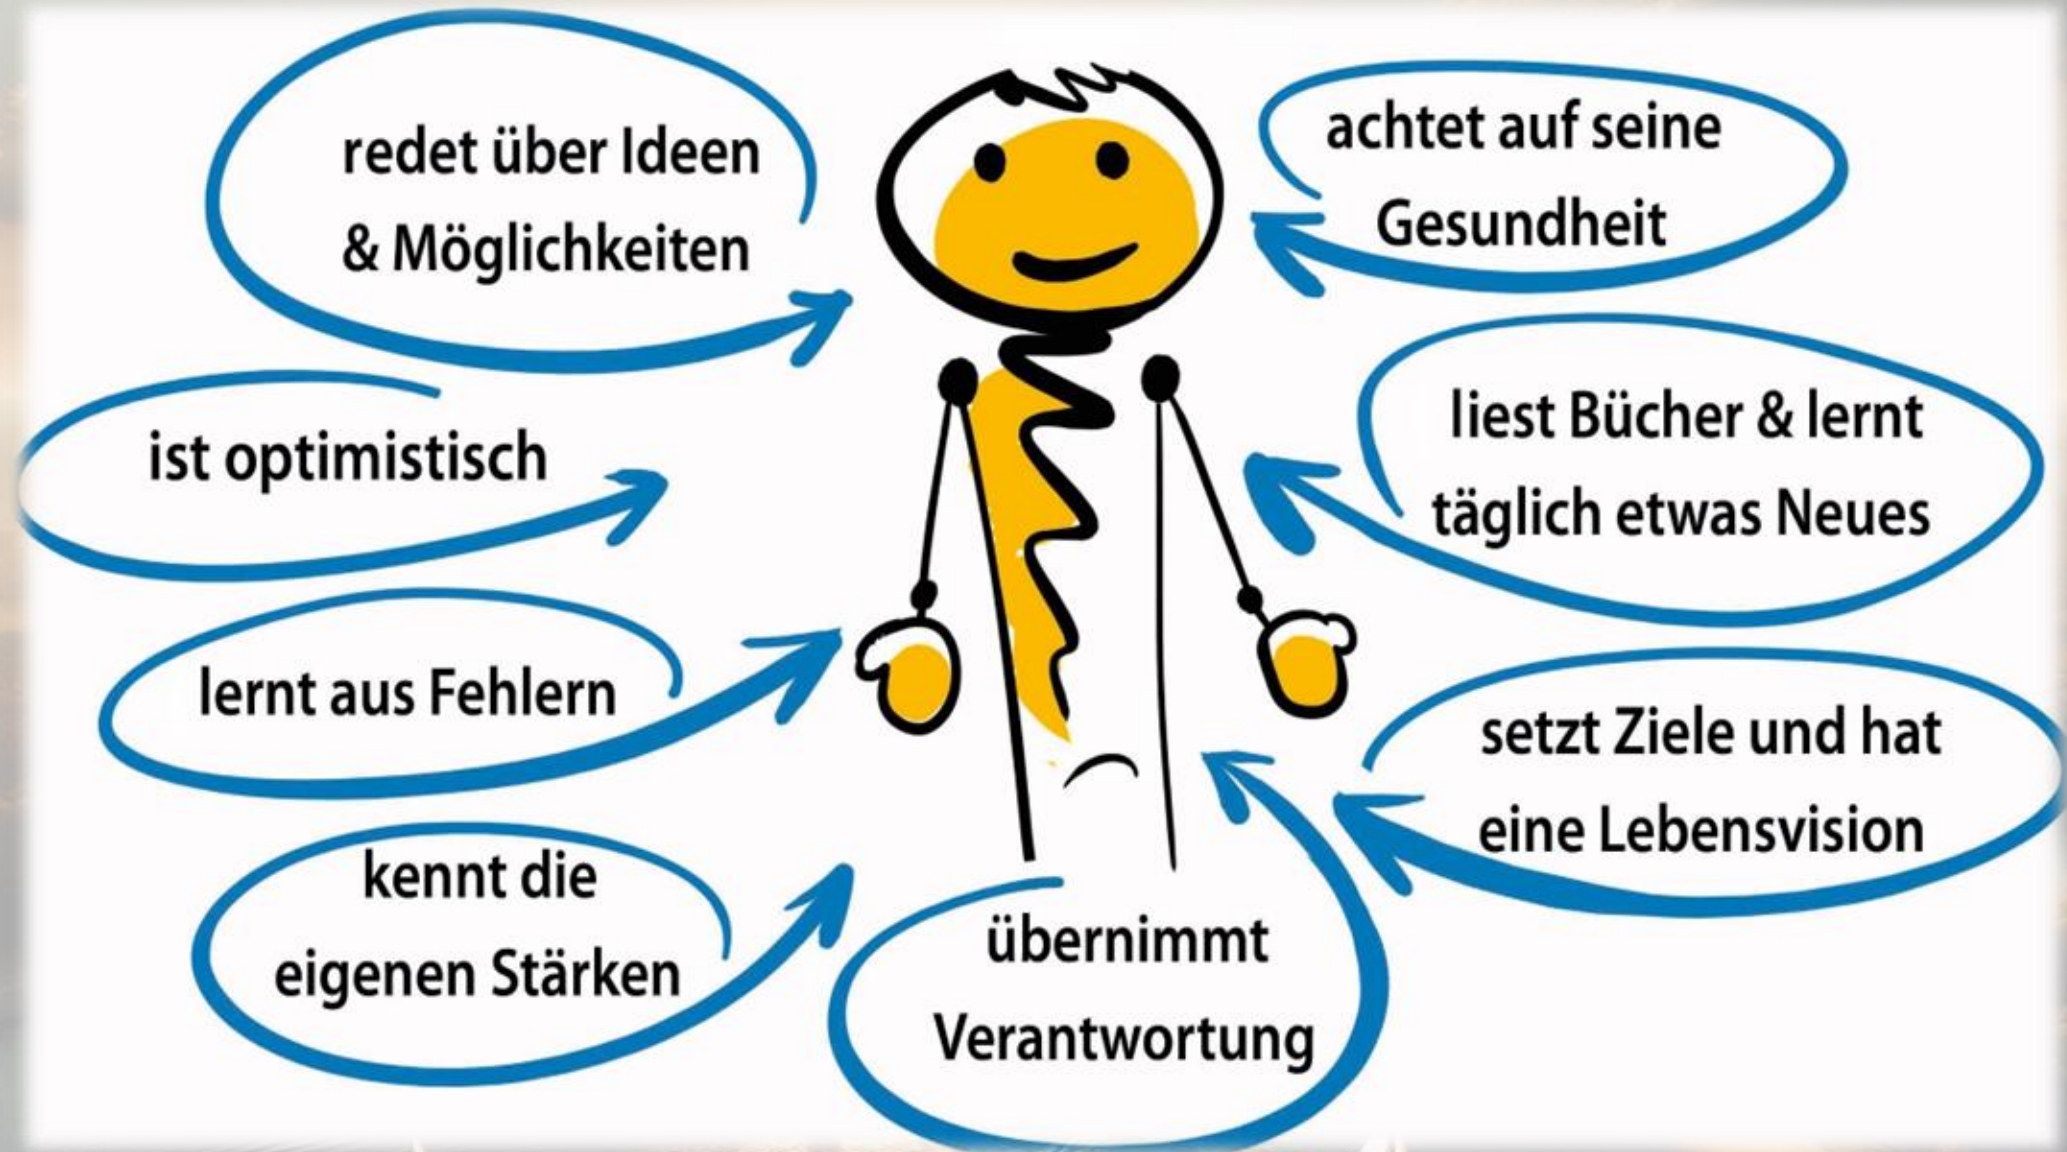 redet über Ideen
& Möglichkeiten
achtet auf seine
Gesundheit
ist optimistisch
liest Bücher & lernt
täglich etwas Neues
lernt aus Fehlern
setzt Ziele und hat
eine Lebensvision
kennt die
eigenen Stärken
übernimmt
Verantwortung